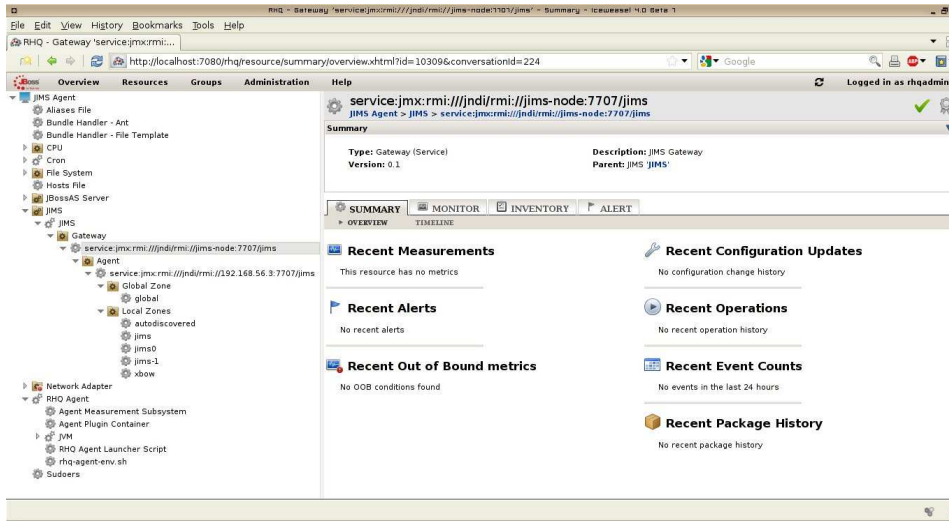 RHQ - Gateway 'service:jmx:rmi:///jndi/rmi://jims-node:7707/jims' - Summary - Iceweasel 4.0 Beta 7
File Edit View History Bookmarks Tools Help
RHQ - Gateway 'service:jmx:rmi:...
http://localhost:7080/rhq/resource/summary/overview.xhtml?id=10309&conversationId=224
Google
ABP
JBoss Overview Resources Groups Administration Help Logged in as rhqadmin
JIMS Agent
Aliases File
Bundle Handler - Ant
Bundle Handler - File Template
CPU
Cron
File System
Hosts File
JBossAS Server
JIMS
JIMS
Gateway
service:jmx:rmi:///jndi/rmi://jims-node:7707/jims
Agent
service:jmx:rmi:///jndi/rmi://192.168.56.3:7707/jims
Global Zone
global
Local Zones
autodiscovered
jims
jims0
jims-1
xbow
Network Adapter
RHQ Agent
Agent Measurement Subsystem
Agent Plugin Container
JVM
RHQ Agent Launcher Script
rhq-agent-env.sh
Sudoers
service:jmx:rmi:///jndi/rmi://jims-node:7707/jims
JIMS Agent > JIMS > service:jmx:rmi:///jndi/rmi://jims-node:7707/jims
Summary
Type: Gateway (Service) Description: JIMS Gateway
Version: 0.1 Parent: JIMS 'JIMS'
SUMMARY MONITOR INVENTORY ALERT
OVERVIEW TIMELINE
Recent Measurements
This resource has no metrics
Recent Alerts
No recent alerts
Recent Out of Bound metrics
No OOB conditions found
Recent Configuration Updates
No configuration change history
Recent Operations
No recent operation history
Recent Event Counts
No events in the last 24 hours
Recent Package History
No recent package history